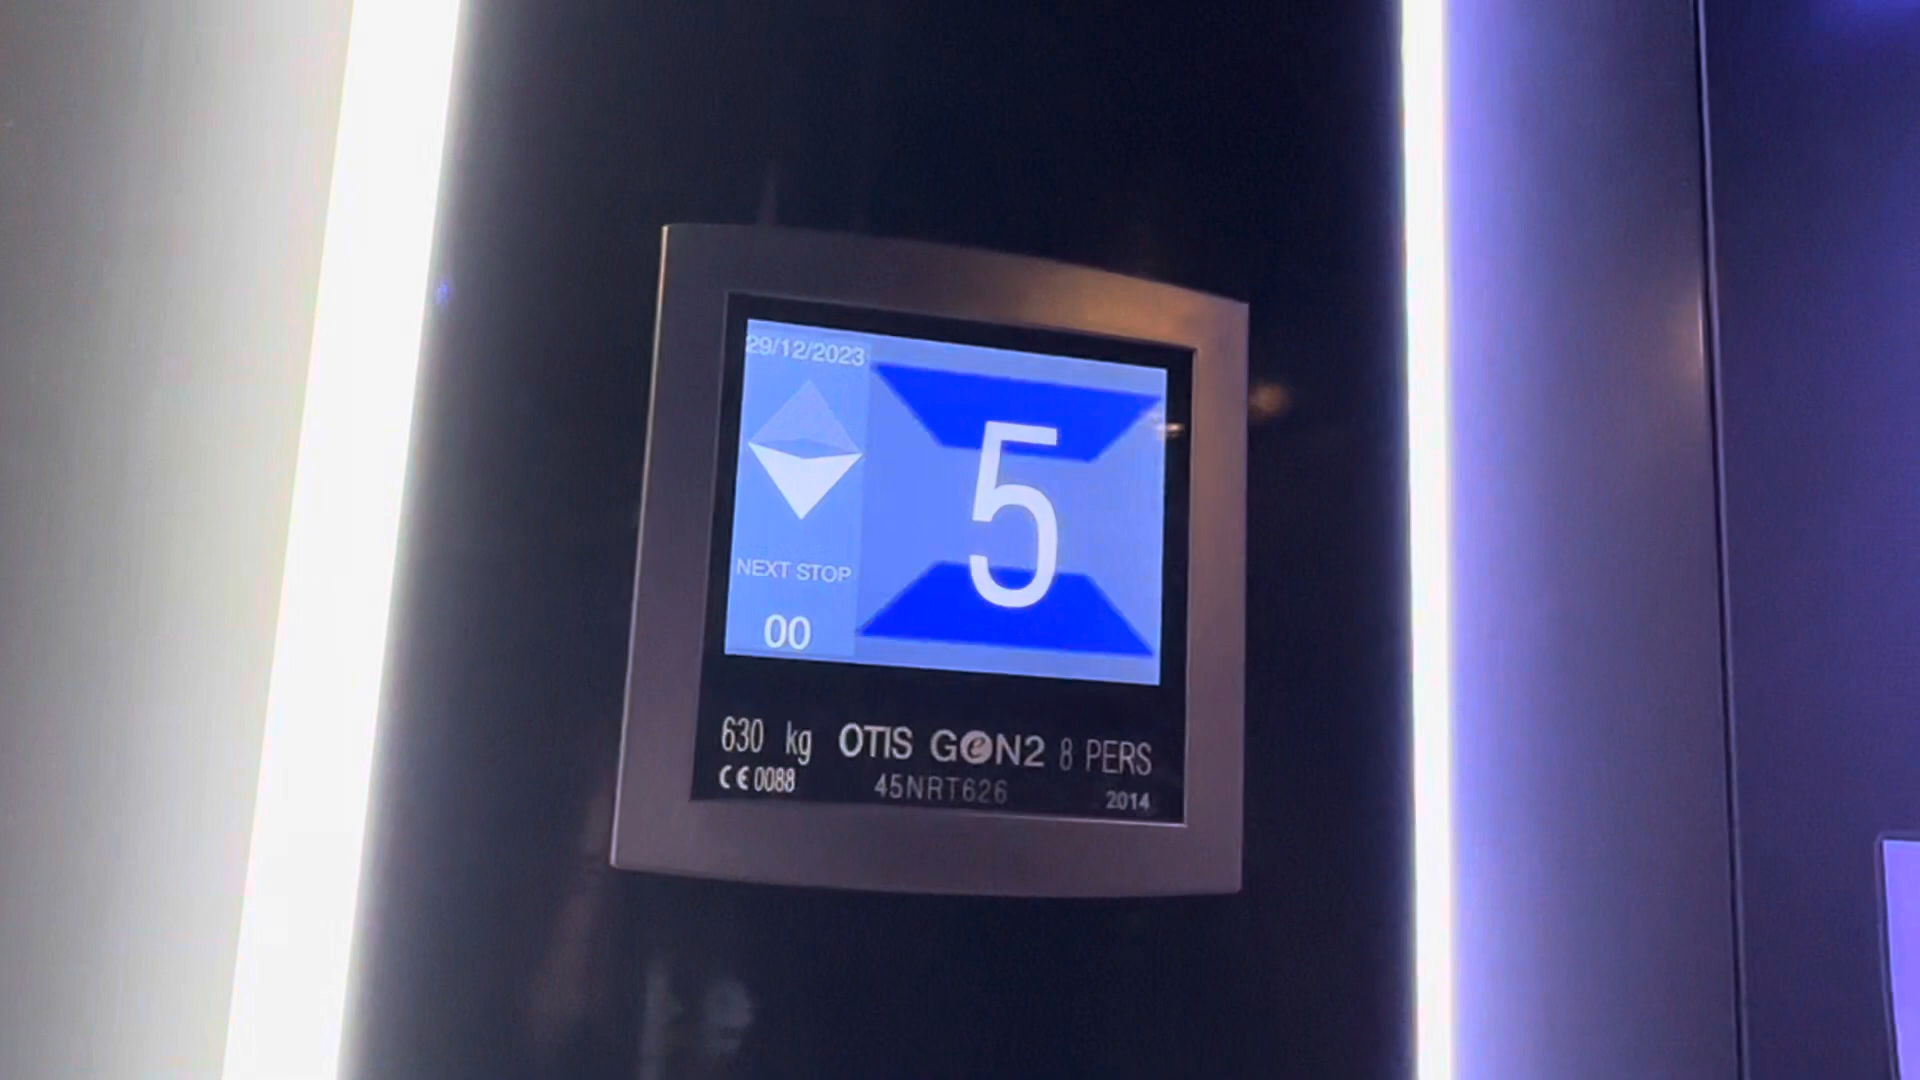 29/12/2023
5
NEXT STOP
00
630 kg OTIS GeN2 8 PERS
CE 0088 45NRT626 2014